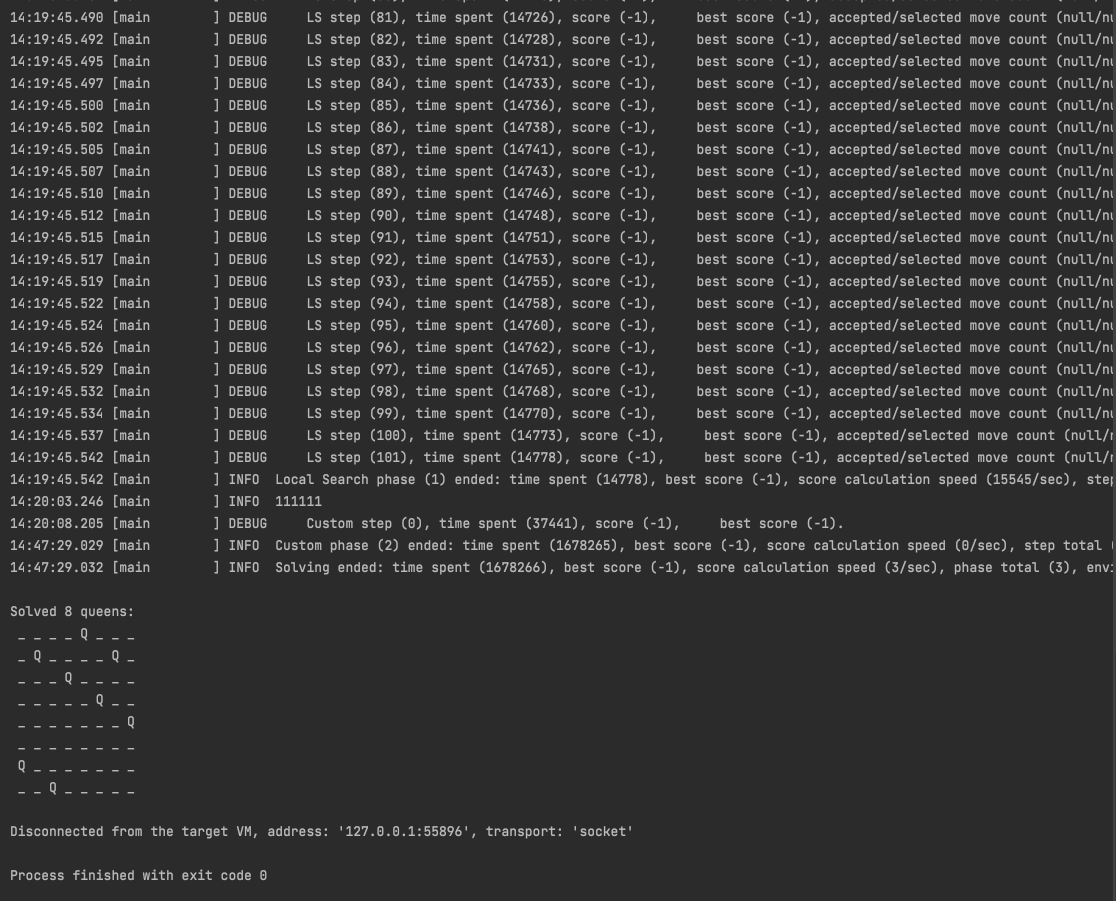 14:19:45.490 [main        ] DEBUG     LS step (81), time spent (14726), score (-1),     best score (-1), accepted/selected move count (null/nu
14:19:45.492 [main        ] DEBUG     LS step (82), time spent (14728), score (-1),     best score (-1), accepted/selected move count (null/nu
14:19:45.495 [main        ] DEBUG     LS step (83), time spent (14731), score (-1),     best score (-1), accepted/selected move count (null/nu
14:19:45.497 [main        ] DEBUG     LS step (84), time spent (14733), score (-1),     best score (-1), accepted/selected move count (null/nu
14:19:45.500 [main        ] DEBUG     LS step (85), time spent (14736), score (-1),     best score (-1), accepted/selected move count (null/nu
14:19:45.502 [main        ] DEBUG     LS step (86), time spent (14738), score (-1),     best score (-1), accepted/selected move count (null/nu
14:19:45.505 [main        ] DEBUG     LS step (87), time spent (14741), score (-1),     best score (-1), accepted/selected move count (null/nu
14:19:45.507 [main        ] DEBUG     LS step (88), time spent (14743), score (-1),     best score (-1), accepted/selected move count (null/nu
14:19:45.510 [main        ] DEBUG     LS step (89), time spent (14746), score (-1),     best score (-1), accepted/selected move count (null/nu
14:19:45.512 [main        ] DEBUG     LS step (90), time spent (14748), score (-1),     best score (-1), accepted/selected move count (null/nu
14:19:45.515 [main        ] DEBUG     LS step (91), time spent (14751), score (-1),     best score (-1), accepted/selected move count (null/nu
14:19:45.517 [main        ] DEBUG     LS step (92), time spent (14753), score (-1),     best score (-1), accepted/selected move count (null/nu
14:19:45.519 [main        ] DEBUG     LS step (93), time spent (14755), score (-1),     best score (-1), accepted/selected move count (null/nu
14:19:45.522 [main        ] DEBUG     LS step (94), time spent (14758), score (-1),     best score (-1), accepted/selected move count (null/nu
14:19:45.524 [main        ] DEBUG     LS step (95), time spent (14760), score (-1),     best score (-1), accepted/selected move count (null/nu
14:19:45.526 [main        ] DEBUG     LS step (96), time spent (14762), score (-1),     best score (-1), accepted/selected move count (null/nu
14:19:45.529 [main        ] DEBUG     LS step (97), time spent (14765), score (-1),     best score (-1), accepted/selected move count (null/nu
14:19:45.532 [main        ] DEBUG     LS step (98), time spent (14768), score (-1),     best score (-1), accepted/selected move count (null/nu
14:19:45.534 [main        ] DEBUG     LS step (99), time spent (14770), score (-1),     best score (-1), accepted/selected move count (null/nu
14:19:45.537 [main        ] DEBUG     LS step (100), time spent (14773), score (-1),     best score (-1), accepted/selected move count (null/
14:19:45.542 [main        ] DEBUG     LS step (101), time spent (14778), score (-1),     best score (-1), accepted/selected move count (null/
14:19:45.542 [main        ] INFO  Local Search phase (1) ended: time spent (14778), best score (-1), score calculation speed (15545/sec), step
14:20:03.246 [main        ] INFO  111111
14:20:08.205 [main        ] DEBUG     Custom step (0), time spent (37441), score (-1),     best score (-1).
14:47:29.029 [main        ] INFO  Custom phase (2) ended: time spent (1678265), best score (-1), score calculation speed (0/sec), step total
14:47:29.032 [main        ] INFO  Solving ended: time spent (1678266), best score (-1), score calculation speed (3/sec), phase total (3), envi
Solved 8 queens:
_ _ _ _ Q _ _ _
_ Q _ _ _ _ Q _
_ _ _ Q _ _ _ _
_ _ _ _ _ Q _ _
_ _ _ _ _ _ _ Q
_ _ _ _ _ _ _ _
Q _ _ _ _ _ _ _
_ _ Q _ _ _ _ _
Disconnected from the target VM, address: '127.0.0.1:55896', transport: 'socket'
Process finished with exit code 0